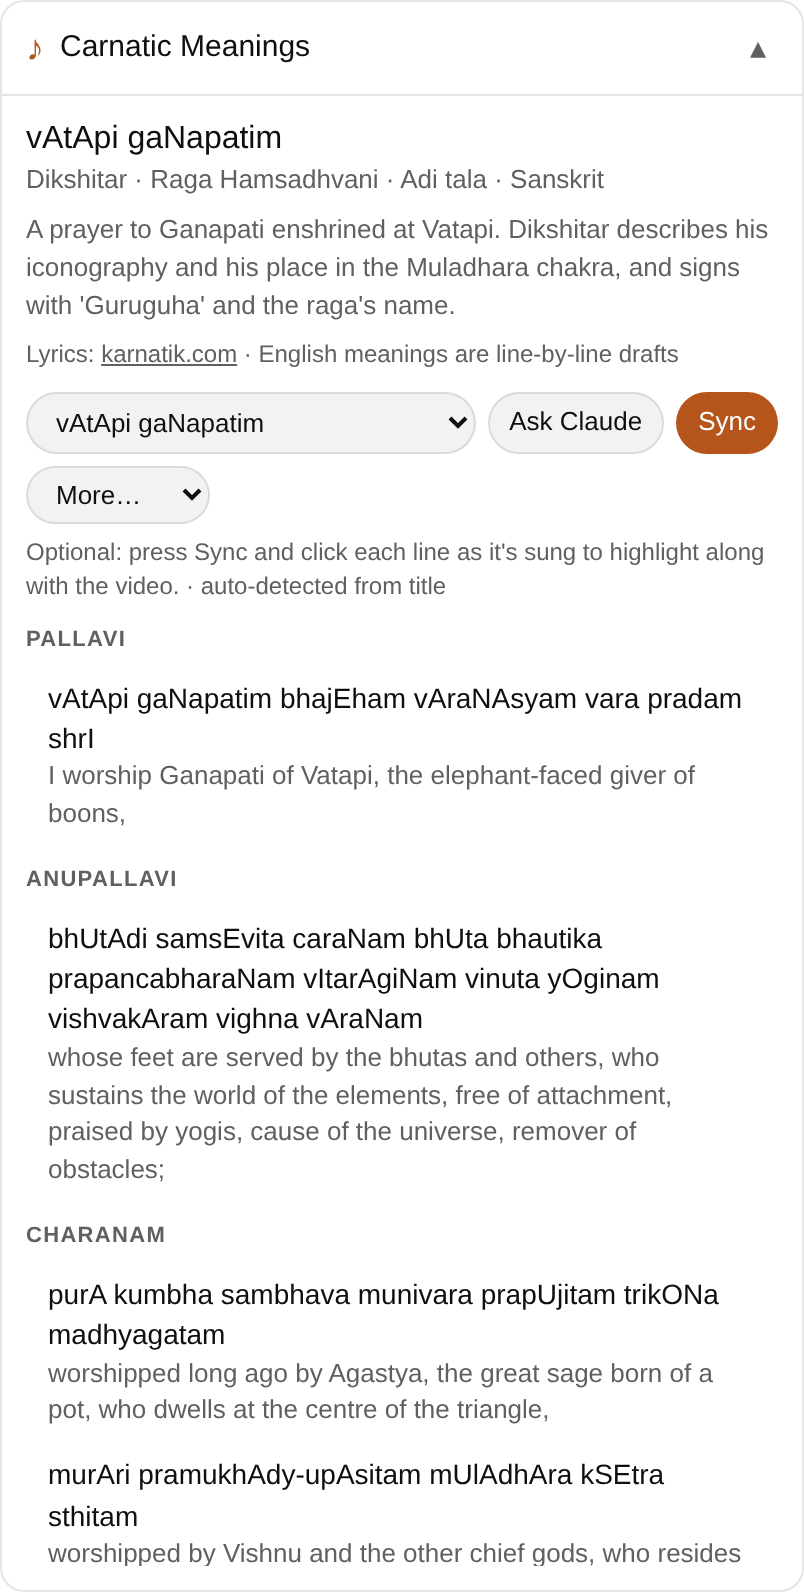 ♪ Carnatic Meanings ▲
vAtApi gaNapatim
Dikshitar · Raga Hamsadhvani · Adi tala · Sanskrit
A prayer to Ganapati enshrined at Vatapi. Dikshitar describes his
iconography and his place in the Muladhara chakra, and signs
with 'Guruguha' and the raga's name.
Lyrics: karnatik.com · English meanings are line-by-line drafts
vAtApi gaNapatim Ask Claude Sync
More…
Optional: press Sync and click each line as it's sung to highlight along
with the video. · auto-detected from title
PALLAVI
vAtApi gaNapatim bhajEham vAraNAsyam vara pradam
shrI
I worship Ganapati of Vatapi, the elephant-faced giver of
boons,
ANUPALLAVI
bhUtAdi samsEvita caraNam bhUta bhautika
prapancabharaNam vItarAgiNam vinuta yOginam
vishvakAram vighna vAraNam
whose feet are served by the bhutas and others, who
sustains the world of the elements, free of attachment,
praised by yogis, cause of the universe, remover of
obstacles;
CHARANAM
purA kumbha sambhava munivara prapUjitam trikONa
madhyagatam
worshipped long ago by Agastya, the great sage born of a
pot, who dwells at the centre of the triangle,
murAri pramukhAdy-upAsitam mUlAdhAra kSEtra
sthitam
worshipped by Vishnu and the other chief gods, who resides